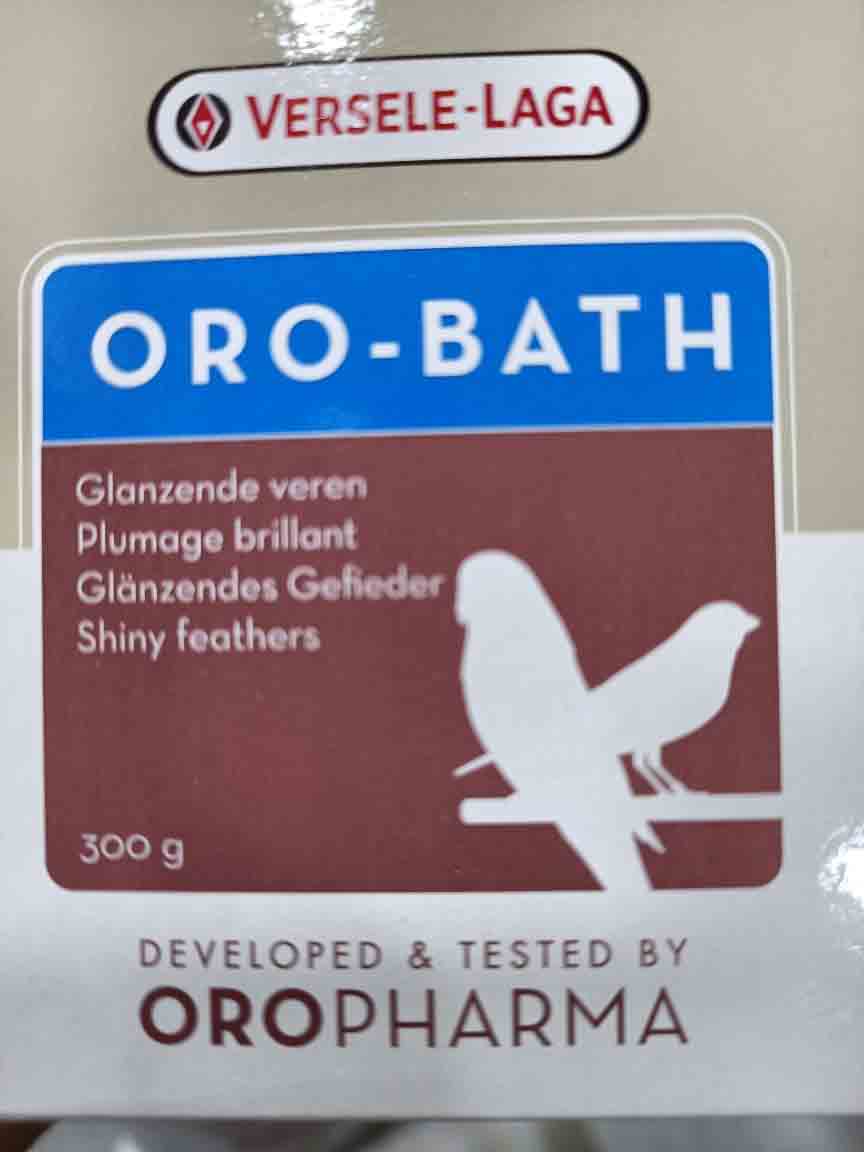 VERSELE-LAGA
ORO-BATH
Glanzende veren
Plumage brillant
Glänzendes Gefieder
Shiny feathers
300 g
DEVELOPED & TESTED BY
OROPHARMA